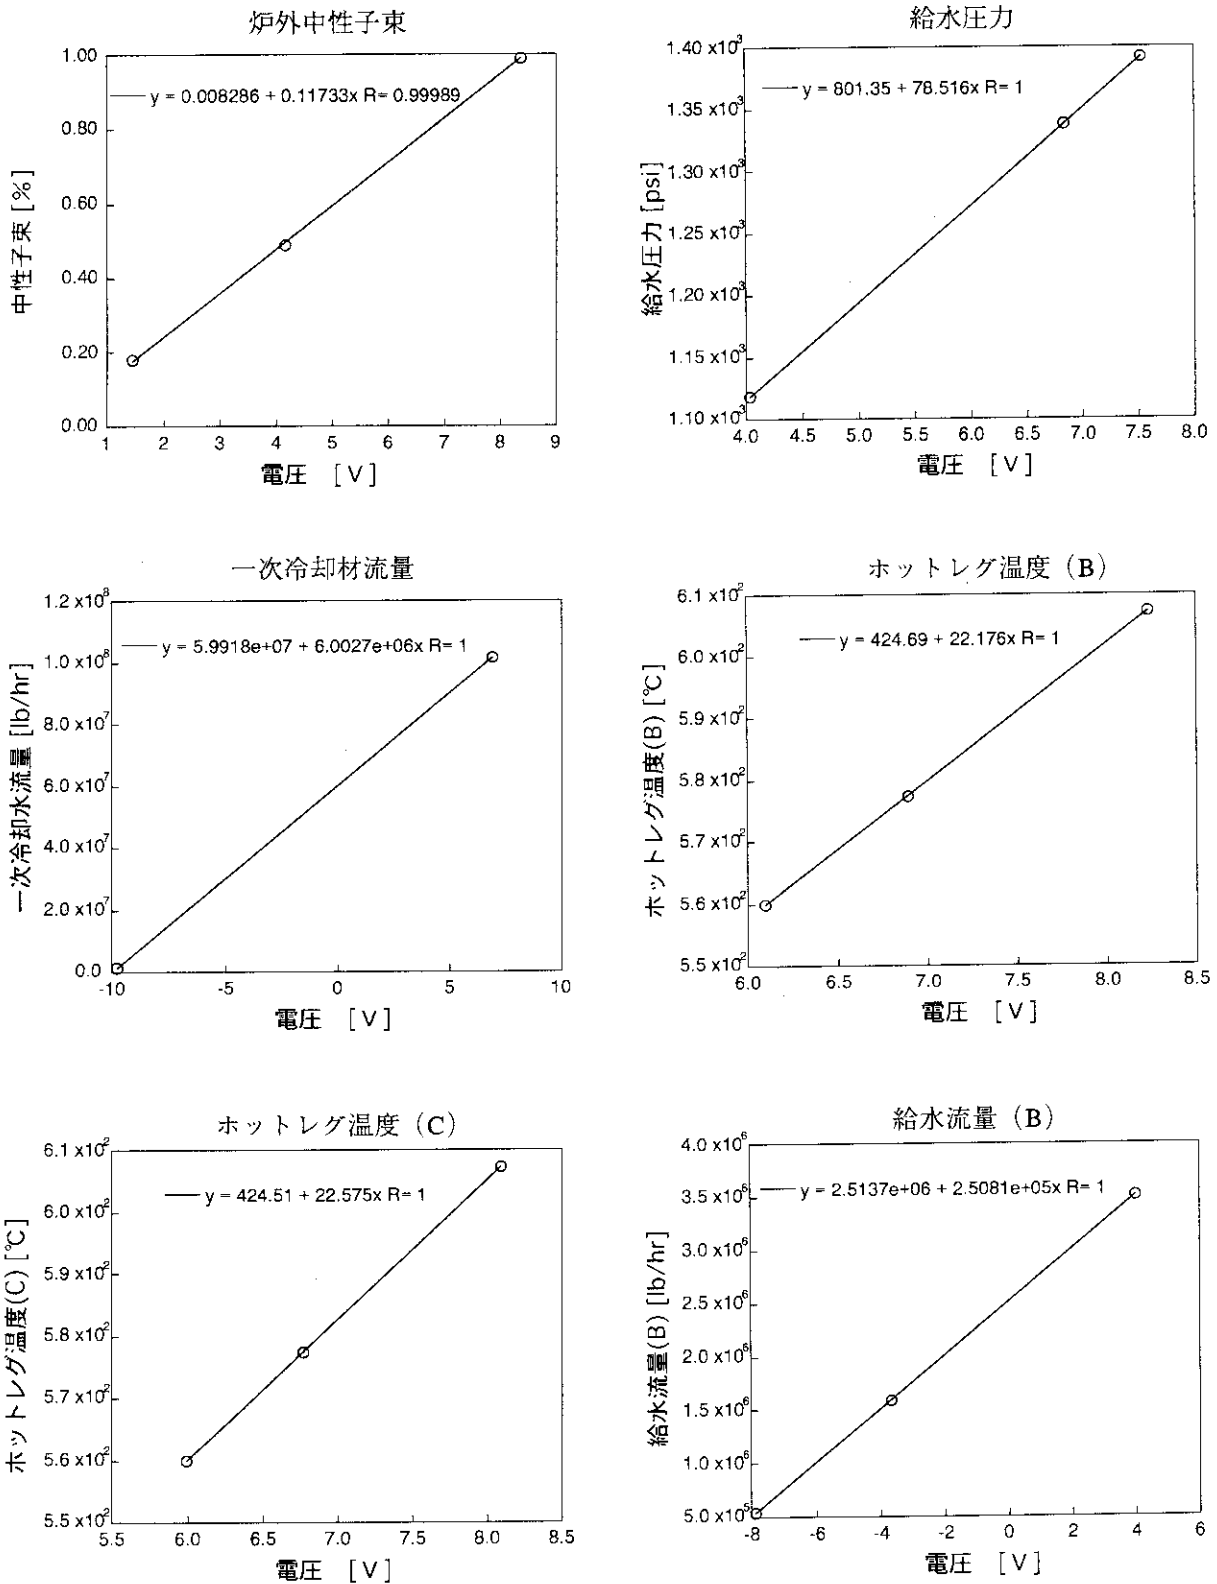 炉外中性子束
1.00
0.80
0.60
0.40
0.20
0.00
y = 0.008286 + 0.11733x R= 0.99989
中性子束 [%]
1 2 3 4 5 6 7 8 9
電圧 [V]
給水圧力
1.40 x10³
1.35 x10³
1.30 x10³
1.25 x10³
1.20 x10³
1.15 x10³
1.10 x10³
y = 801.35 + 78.516x R= 1
給水圧力 [psi]
4.0 4.5 5.0 5.5 6.0 6.5 7.0 7.5 8.0
電圧 [V]
一次冷却材流量
1.2 x10⁸
1.0 x10⁸
8.0 x10⁷
6.0 x10⁷
4.0 x10⁷
2.0 x10⁷
0.0
y = 5.9918e+07 + 6.0027e+06x R= 1
一次冷却水流量 [lb/hr]
-10 -5 0 5 10
電圧 [V]
ホットレグ温度 (B)
6.1 x10²
6.0 x10²
5.9 x10²
5.8 x10²
5.7 x10²
5.6 x10²
5.5 x10²
y = 424.69 + 22.176x R= 1
ホットレグ温度(B) [℃]
6.0 6.5 7.0 7.5 8.0 8.5
電圧 [V]
ホットレグ温度 (C)
6.1 x10²
6.0 x10²
5.9 x10²
5.8 x10²
5.7 x10²
5.6 x10²
5.5 x10²
y = 424.51 + 22.575x R= 1
ホットレグ温度(C) [℃]
5.5 6.0 6.5 7.0 7.5 8.0 8.5
電圧 [V]
給水流量 (B)
4.0 x10⁶
3.5 x10⁶
3.0 x10⁶
2.5 x10⁶
2.0 x10⁶
1.5 x10⁶
1.0 x10⁶
5.0 x10⁵
y = 2.5137e+06 + 2.5081e+05x R= 1
給水流量(B) [lb/hr]
-8 -6 -4 -2 0 2 4 6
電圧 [V]